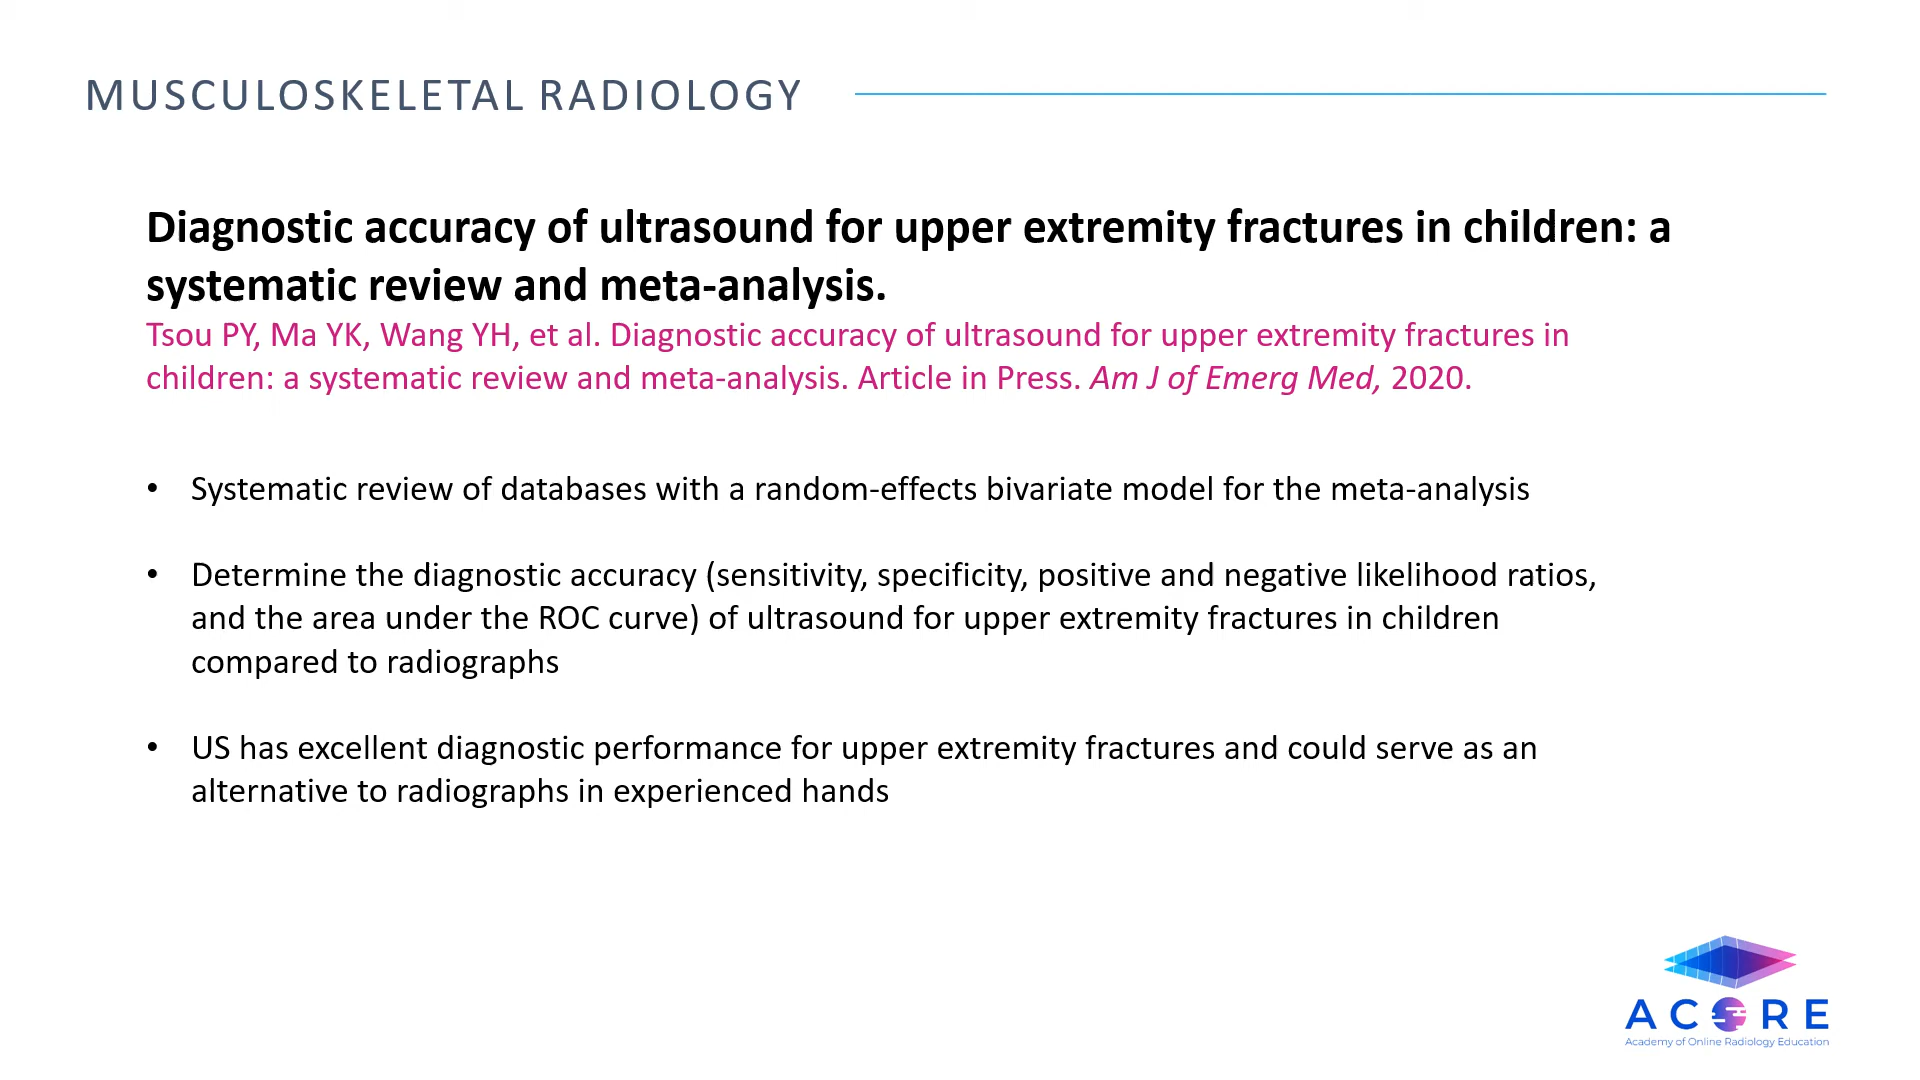 MUSCULOSKELETAL RADIOLOGY
Diagnostic accuracy of ultrasound for upper extremity fractures in children: a
systematic review and meta-analysis.
Tsou PY, Ma YK, Wang YH, et al. Diagnostic accuracy of ultrasound for upper extremity fractures in
children: a systematic review and meta-analysis. Article in Press. Am J of Emerg Med, 2020.
• Systematic review of databases with a random-effects bivariate model for the meta-analysis
• Determine the diagnostic accuracy (sensitivity, specificity, positive and negative likelihood ratios,
and the area under the ROC curve) of ultrasound for upper extremity fractures in children
compared to radiographs
• US has excellent diagnostic performance for upper extremity fractures and could serve as an
alternative to radiographs in experienced hands
ACORE
Academy of Online Radiology Education